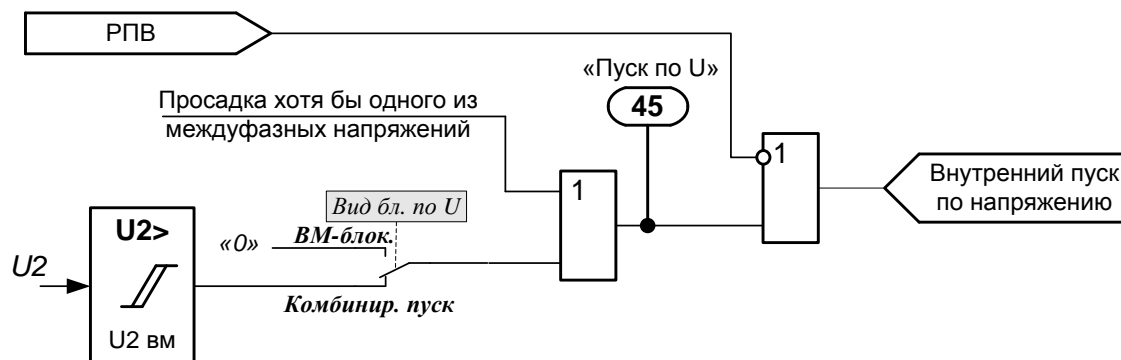 РПВ
«Пуск по U»
45
Просадка хотя бы одного из
междуфазных напряжений
1
1
Внутренний пуск
по напряжению
Вид бл. по U
U2>
«0»
ВМ-блок.
U2
Комбинир. пуск
U2 вм